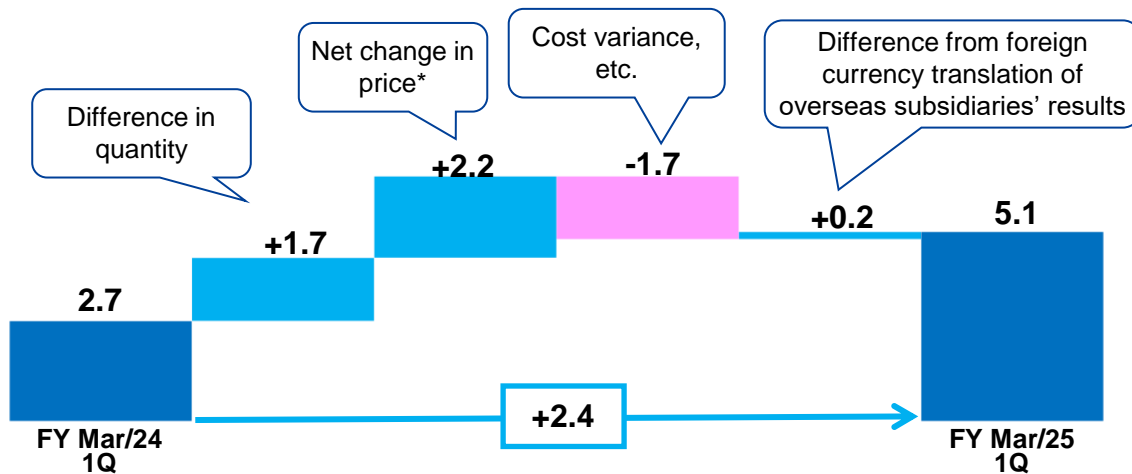 Difference in
quantity
Net change in
price*
Cost variance,
etc.
Difference from foreign
currency translation of
overseas subsidiaries’ results
2.7
+1.7
+2.2
-1.7
+0.2
5.1
+2.4
FY Mar/24
1Q
FY Mar/25
1Q